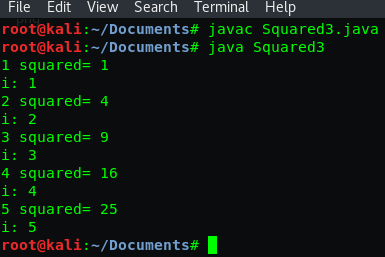 File Edit View Search Terminal Help
root@kali:~/Documents# javac Squared3.java
root@kali:~/Documents# java Squared3
1 squared= 1
i: 1
2 squared= 4
i: 2
3 squared= 9
i: 3
4 squared= 16
i: 4
5 squared= 25
i: 5
root@kali:~/Documents#